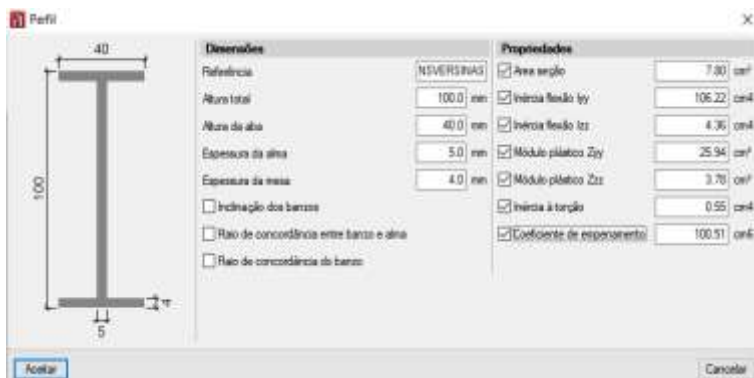 Perfil
40
100
4
5
Dimensões
Referência NSVERSINAS
Altura total 100.0 mm
Altura da aba 40.0 mm
Espessura da alma 5.0 mm
Espessura da mesa 4.0 mm
Inclinação dos banzos
Raio de concordância entre banzo e alma
Raio de concordância do banzo
Propriedades
Área seção 7.80 cm²
Inércia flexão Iyy 106.22 cm4
Inércia flexão Izz 4.36 cm4
Módulo plástico Zyy 25.94 cm³
Módulo plástico Zzz 3.78 cm³
Inércia à torção 0.55 cm4
Coeficiente de empenamento 100.51 cm6
Aceitar
Cancelar